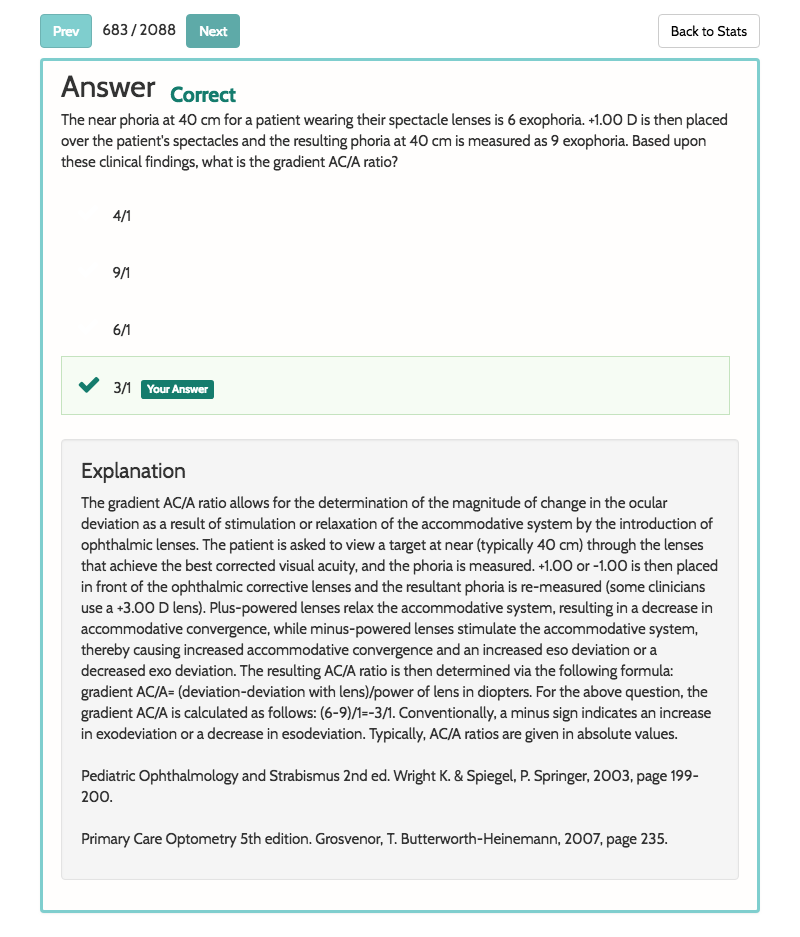 Prev 683 / 2088 Next Back to Stats
Answer Correct
The near phoria at 40 cm for a patient wearing their spectacle lenses is 6 exophoria. +1.00 D is then placed
over the patient's spectacles and the resulting phoria at 40 cm is measured as 9 exophoria. Based upon
these clinical findings, what is the gradient AC/A ratio?
4/1
9/1
6/1
3/1 Your Answer
Explanation
The gradient AC/A ratio allows for the determination of the magnitude of change in the ocular
deviation as a result of stimulation or relaxation of the accommodative system by the introduction of
ophthalmic lenses. The patient is asked to view a target at near (typically 40 cm) through the lenses
that achieve the best corrected visual acuity, and the phoria is measured. +1.00 or -1.00 is then placed
in front of the ophthalmic corrective lenses and the resultant phoria is re-measured (some clinicians
use a +3.00 D lens). Plus-powered lenses relax the accommodative system, resulting in a decrease in
accommodative convergence, while minus-powered lenses stimulate the accommodative system,
thereby causing increased accommodative convergence and an increased eso deviation or a
decreased exo deviation. The resulting AC/A ratio is then determined via the following formula:
gradient AC/A= (deviation-deviation with lens)/power of lens in diopters. For the above question, the
gradient AC/A is calculated as follows: (6-9)/1=-3/1. Conventionally, a minus sign indicates an increase
in exodeviation or a decrease in esodeviation. Typically, AC/A ratios are given in absolute values.
Pediatric Ophthalmology and Strabismus 2nd ed. Wright K. & Spiegel, P. Springer, 2003, page 199-
200.
Primary Care Optometry 5th edition. Grosvenor, T. Butterworth-Heinemann, 2007, page 235.